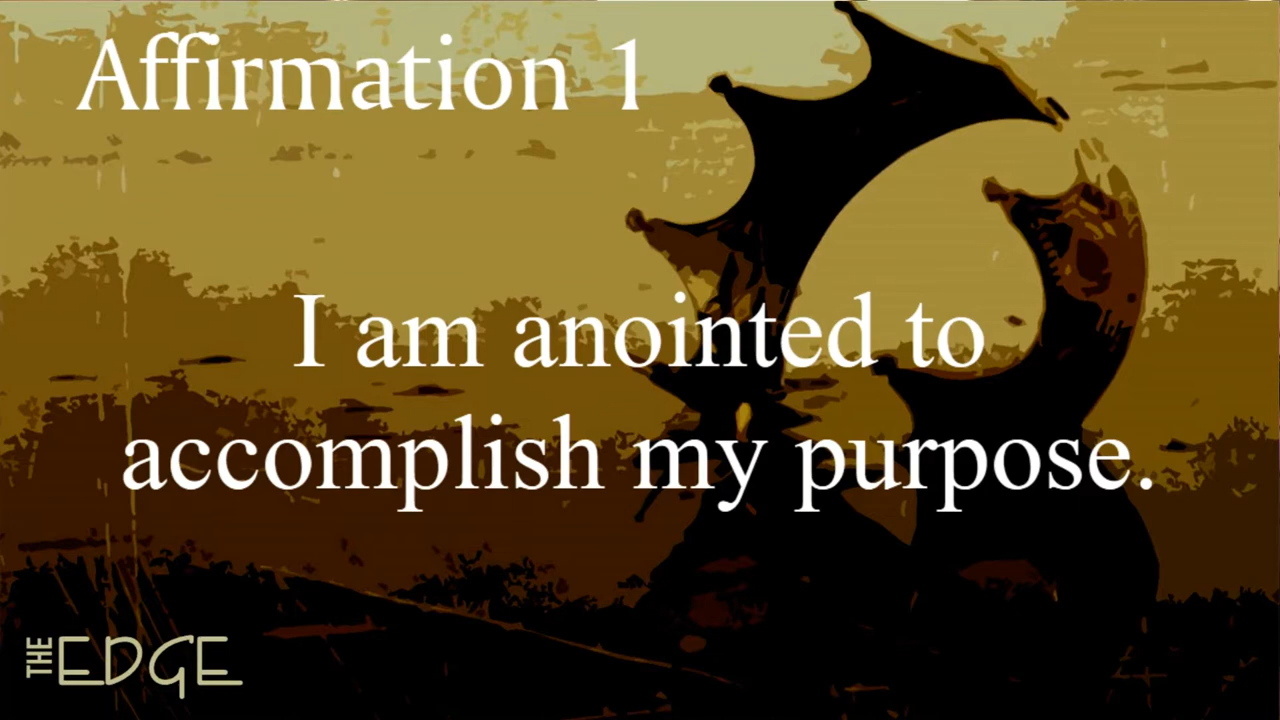 Affirmation 1
I am anointed to
accomplish my purpose.
THE EDGE